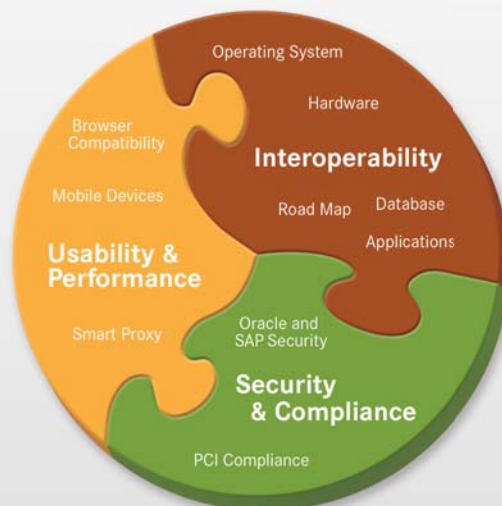 Operating System
Hardware
Interoperability
Road Map
Database
Applications
Browser
Compatibility
Mobile Devices
Usability &
Performance
Smart Proxy
Oracle and
SAP Security
Security
& Compliance
PCI Compliance